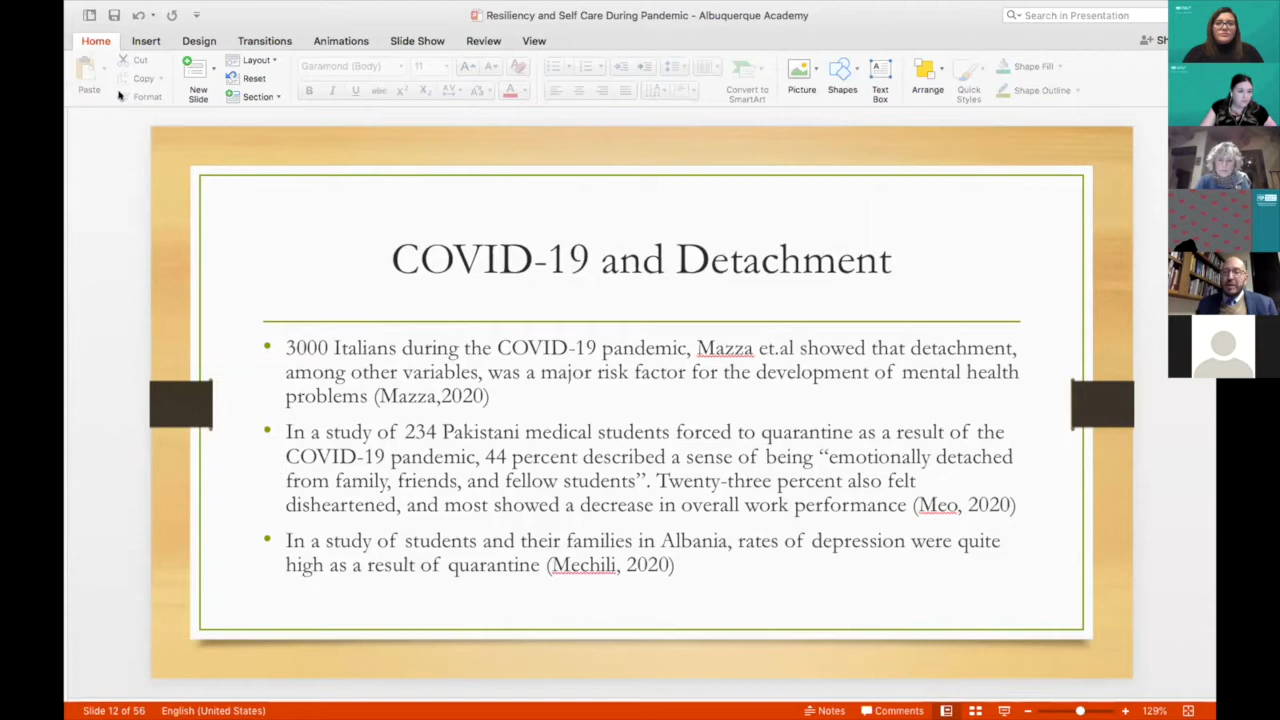 Resiliency and Self Care During Pandemic - Albuquerque Academy
Search in Presentation
Home Insert Design Transitions Animations Slide Show Review View
Sh
Paste
Cut
Copy
Format
New
Slide
Layout
Reset
Section
Garamond (Body)
11
B I U abc X² X₂ AV Aa A
Convert to
SmartArt
Picture
Shapes
Text
Box
Arrange
Quick
Styles
Shape Fill
Shape Outline
COVID-19 and Detachment
• 3000 Italians during the COVID-19 pandemic, Mazza et.al showed that detachment,
among other variables, was a major risk factor for the development of mental health
problems (Mazza,2020)
• In a study of 234 Pakistani medical students forced to quarantine as a result of the
COVID-19 pandemic, 44 percent described a sense of being “emotionally detached
from family, friends, and fellow students”. Twenty-three percent also felt
disheartened, and most showed a decrease in overall work performance (Meo, 2020)
• In a study of students and their families in Albania, rates of depression were quite
high as a result of quarantine (Mechili, 2020)
Slide 12 of 56 English (United States)
Notes Comments 129%